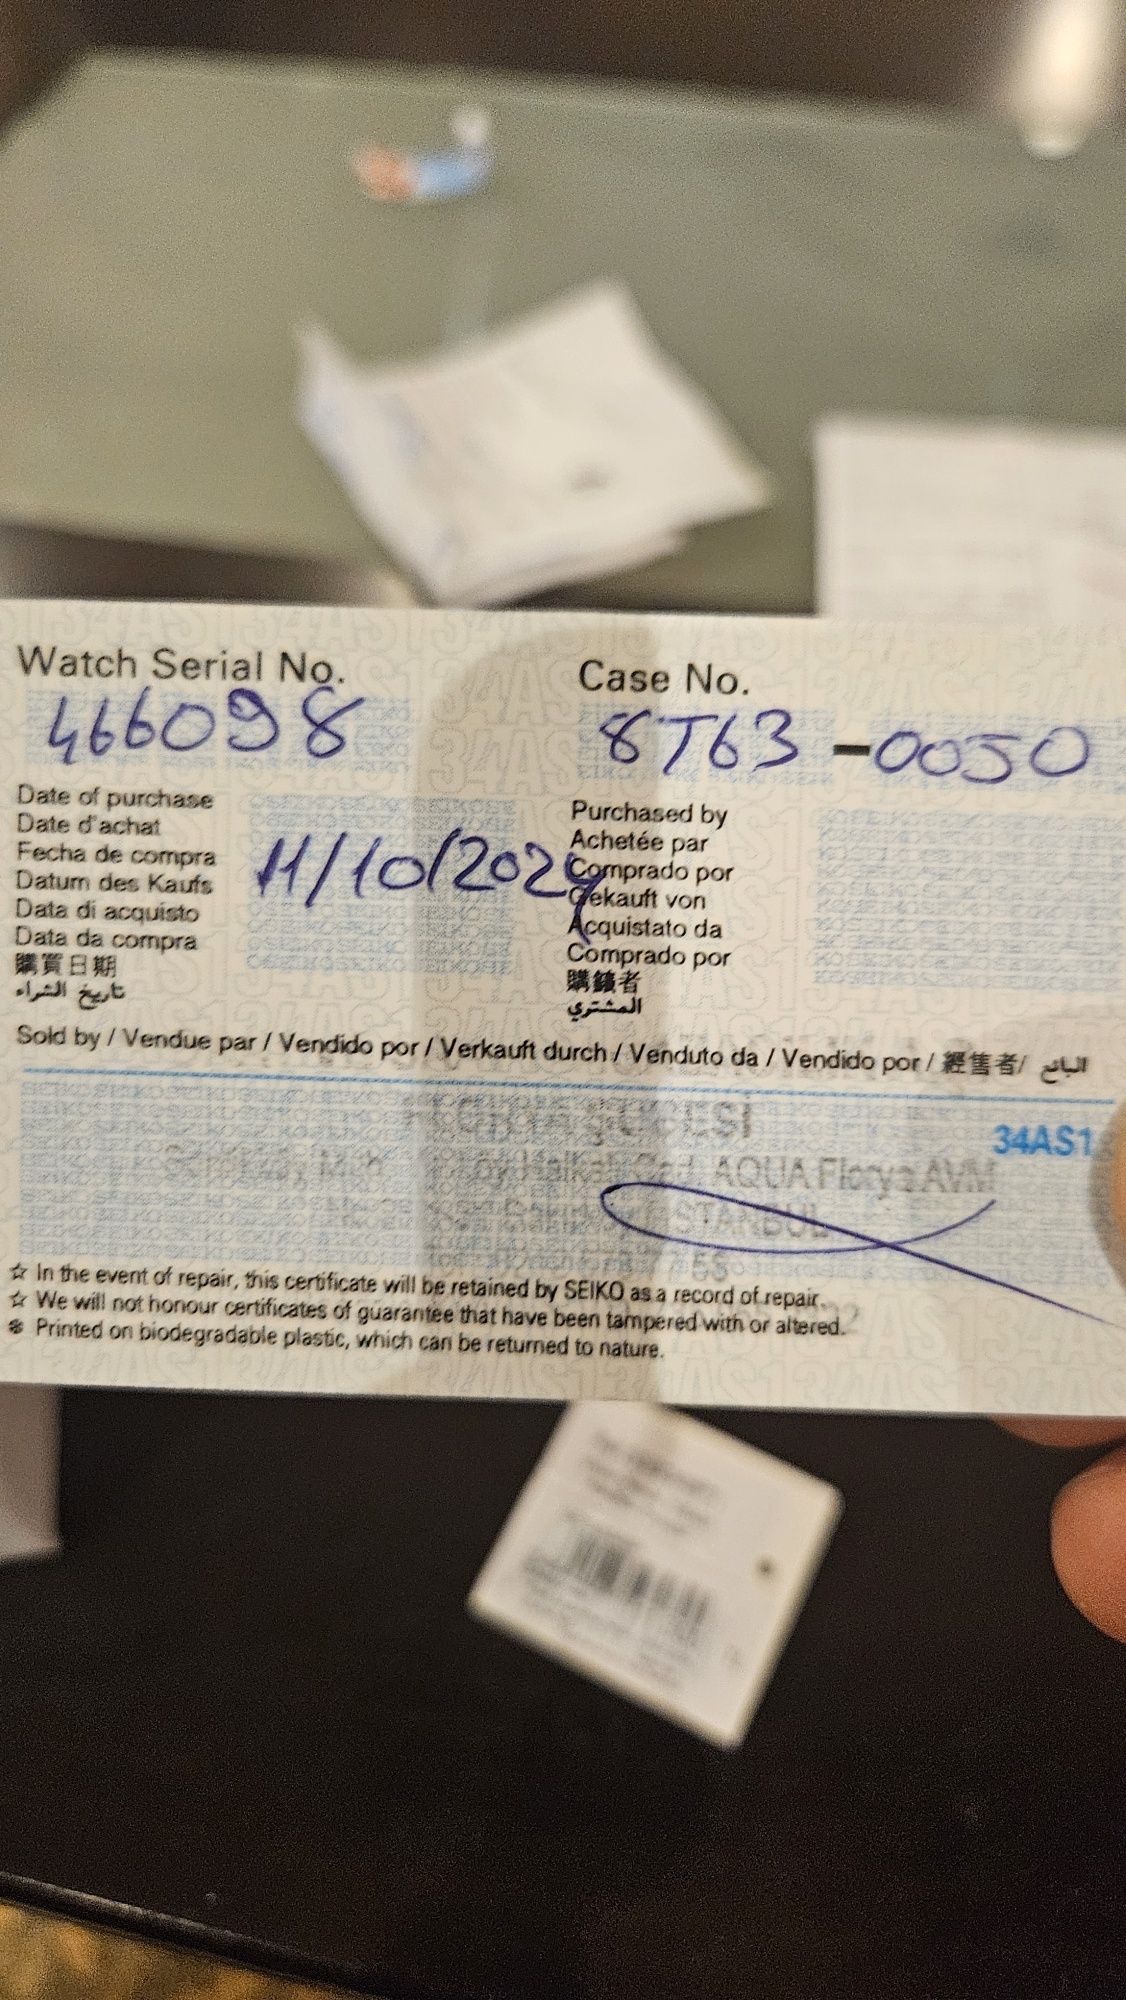 Watch Serial No.
466098
Case No.
8T63-0050
Date of purchase
Date d'achat
Fecha de compra
Datum des Kaufs
Data di acquisto
Data da compra
購買日期
تاريخ الشراء
11/10/2024
Purchased by
Achetée par
Comprado por
Gekauft von
Acquistato da
Comprado por
購買者
المشتري
Sold by / Vendue par / Vendido por / Verkauft durch / Venduto da / Vendido por / 經售者/ البائع
34AS1
AQUA Florya AVM
İSTANBUL
☆ In the event of repair, this certificate will be retained by SEIKO as a record of repair.
☆ We will not honour certificates of guarantee that have been tampered with or altered.
※ Printed on biodegradable plastic, which can be returned to nature.